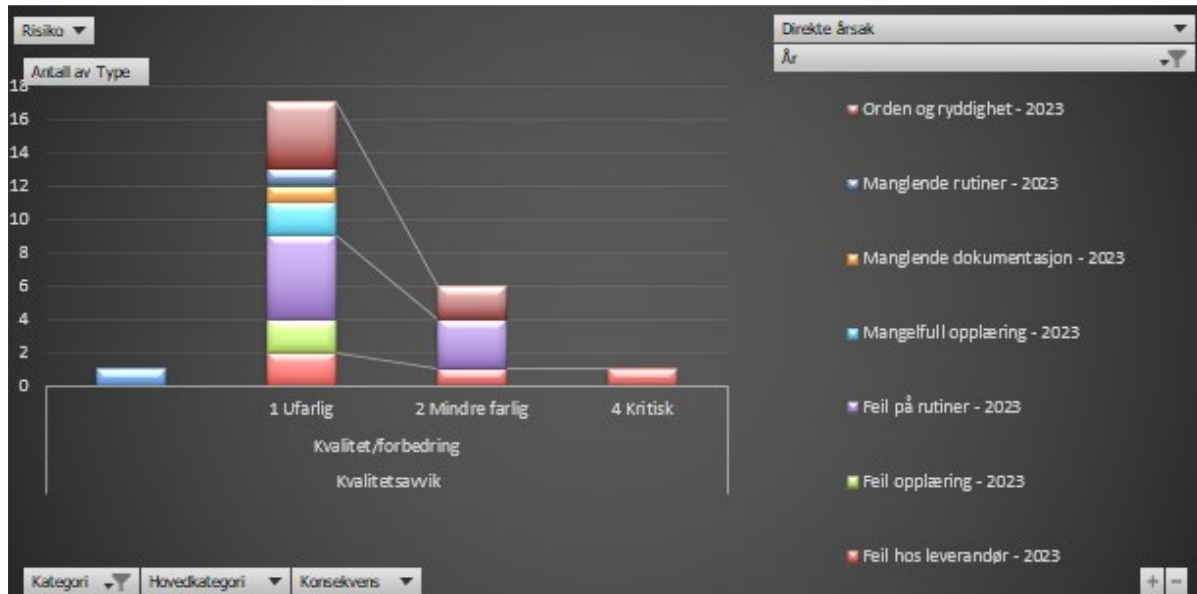 Risiko
Direkte årsak
År
Antall av Type
18
16
14
12
10
8
6
4
2
0
1 Ufarlig
2 Mindre farlig
4 Kritisk
Kvalitet/forbedring
Kvalitetsavvik
Orden og ryddighet - 2023
Manglende rutiner - 2023
Manglende dokumentasjon - 2023
Mangelfull opplæring - 2023
Feil på rutiner - 2023
Feil opplæring - 2023
Feil hos leverandør - 2023
Kategori
Hovedkategori
Konsekvens
+ -